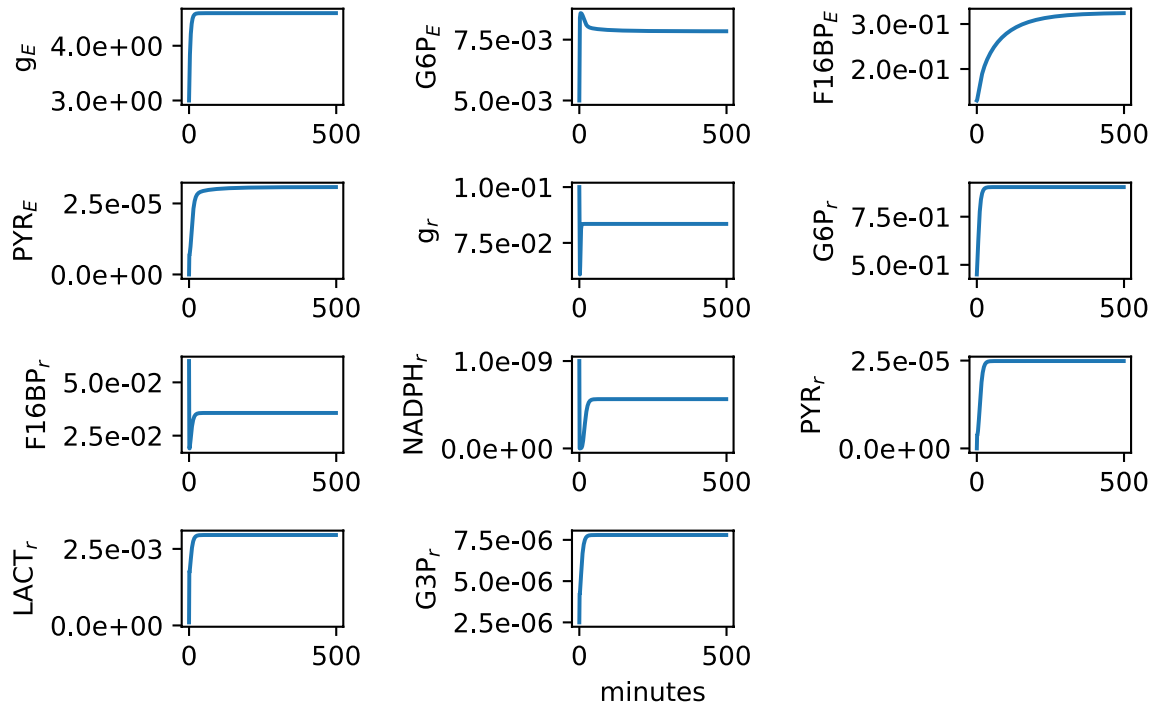 g_E
4.0e+00
3.0e+00
0
500
G6P_E
7.5e-03
5.0e-03
0
500
F16BP_E
3.0e-01
2.0e-01
0
500
PYR_E
2.5e-05
0.0e+00
0
500
g_r
1.0e-01
7.5e-02
0
500
G6P_r
7.5e-01
5.0e-01
0
500
F16BP_r
5.0e-02
2.5e-02
0
500
NADPH_r
1.0e-09
0.0e+00
0
500
PYR_r
2.5e-05
0.0e+00
0
500
LACT_r
2.5e-03
0.0e+00
0
500
G3P_r
7.5e-06
5.0e-06
2.5e-06
0
500
minutes